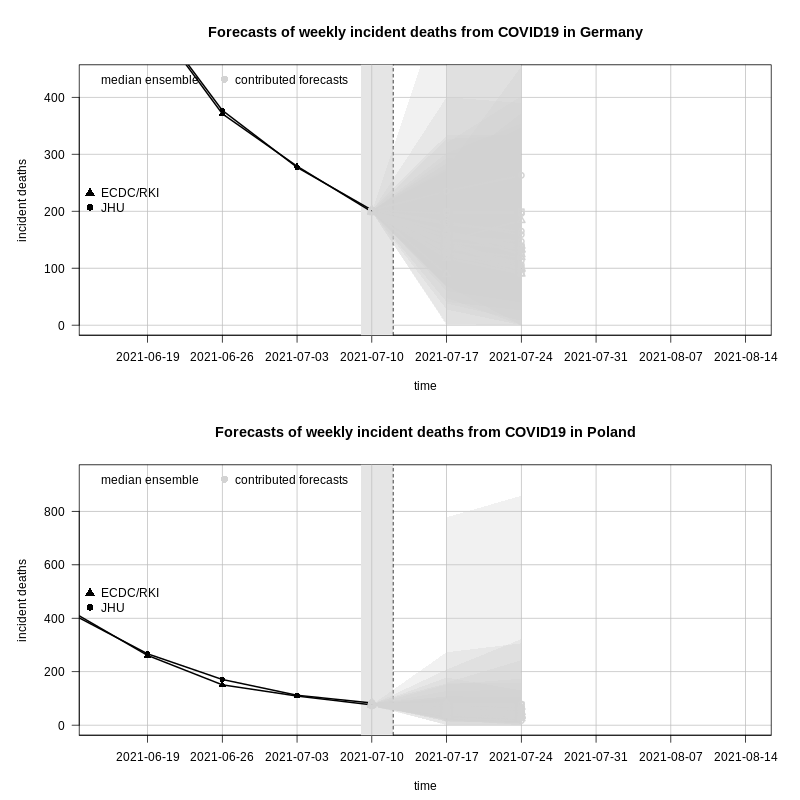 Forecasts of weekly incident deaths from COVID19 in Germany
median ensemble contributed forecasts
400
300
200
100
0
incident deaths
ECDC/RKI
JHU
2021-06-19 2021-06-26 2021-07-03 2021-07-10 2021-07-17 2021-07-24 2021-07-31 2021-08-07 2021-08-14
time
Forecasts of weekly incident deaths from COVID19 in Poland
median ensemble contributed forecasts
800
600
400
200
0
incident deaths
ECDC/RKI
JHU
2021-06-19 2021-06-26 2021-07-03 2021-07-10 2021-07-17 2021-07-24 2021-07-31 2021-08-07 2021-08-14
time